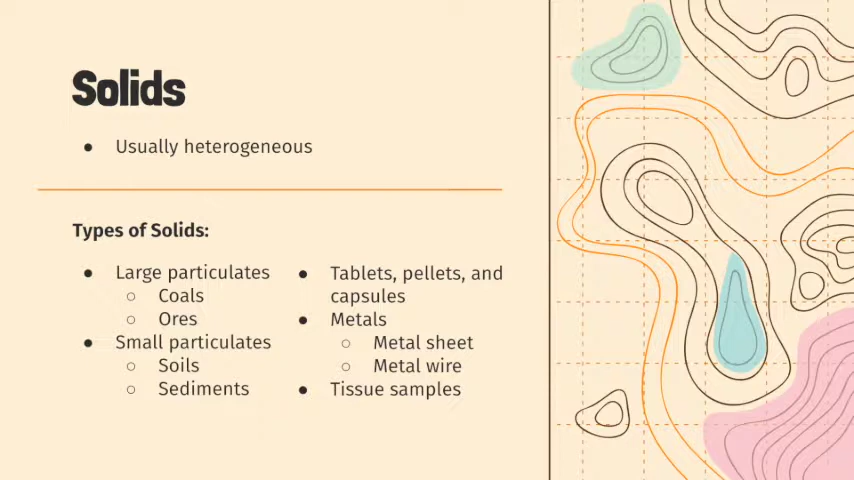 Solids
● Usually heterogeneous
Types of Solids:
● Large particulates
○ Coals
○ Ores
● Small particulates
○ Soils
○ Sediments
● Tablets, pellets, and
capsules
● Metals
○ Metal sheet
○ Metal wire
● Tissue samples